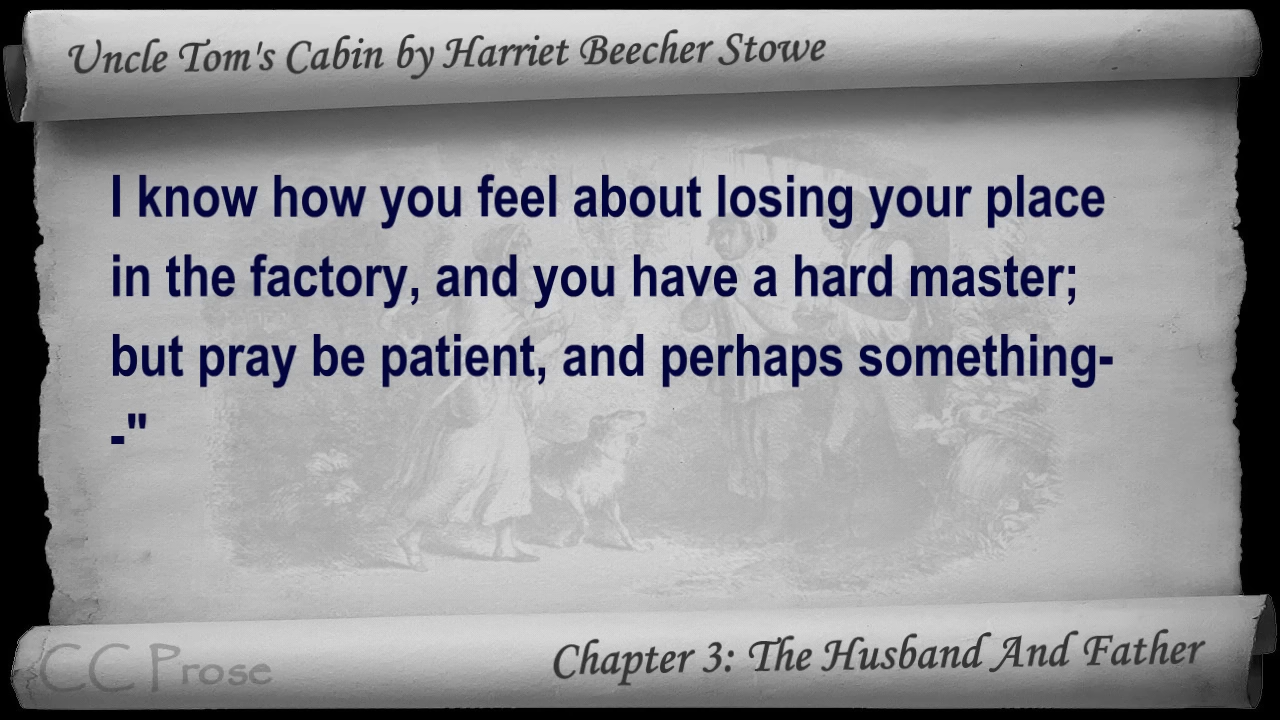 Uncle Tom's Cabin by Harriet Beecher Stowe
I know how you feel about losing your place
in the factory, and you have a hard master;
but pray be patient, and perhaps something-
-"
CC Prose
Chapter 3: The Husband And Father